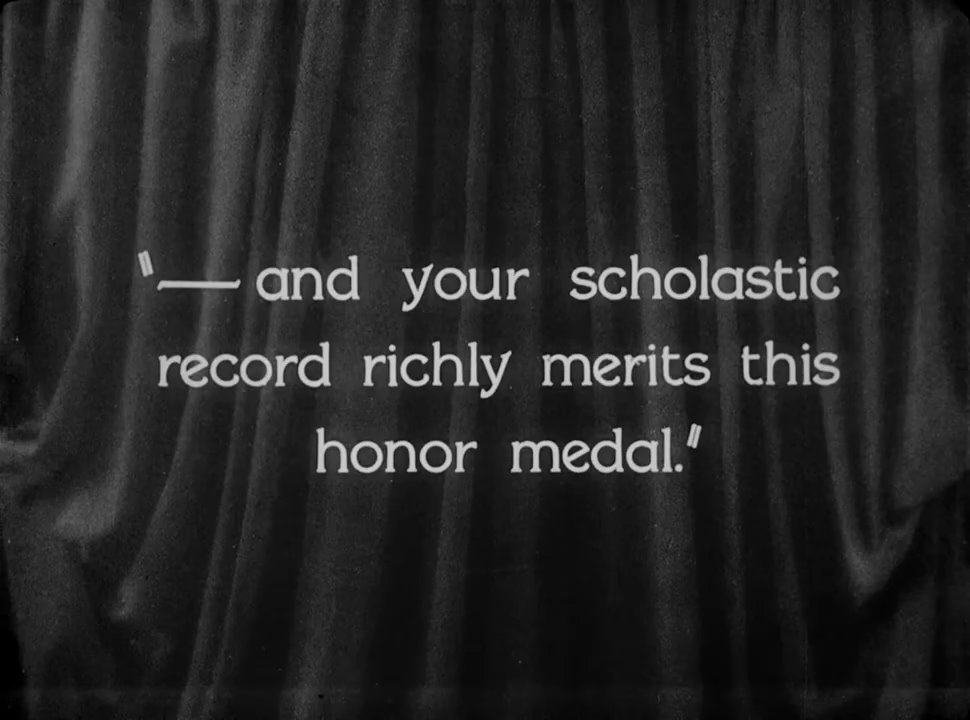 "— and your scholastic
record richly merits this
honor medal."